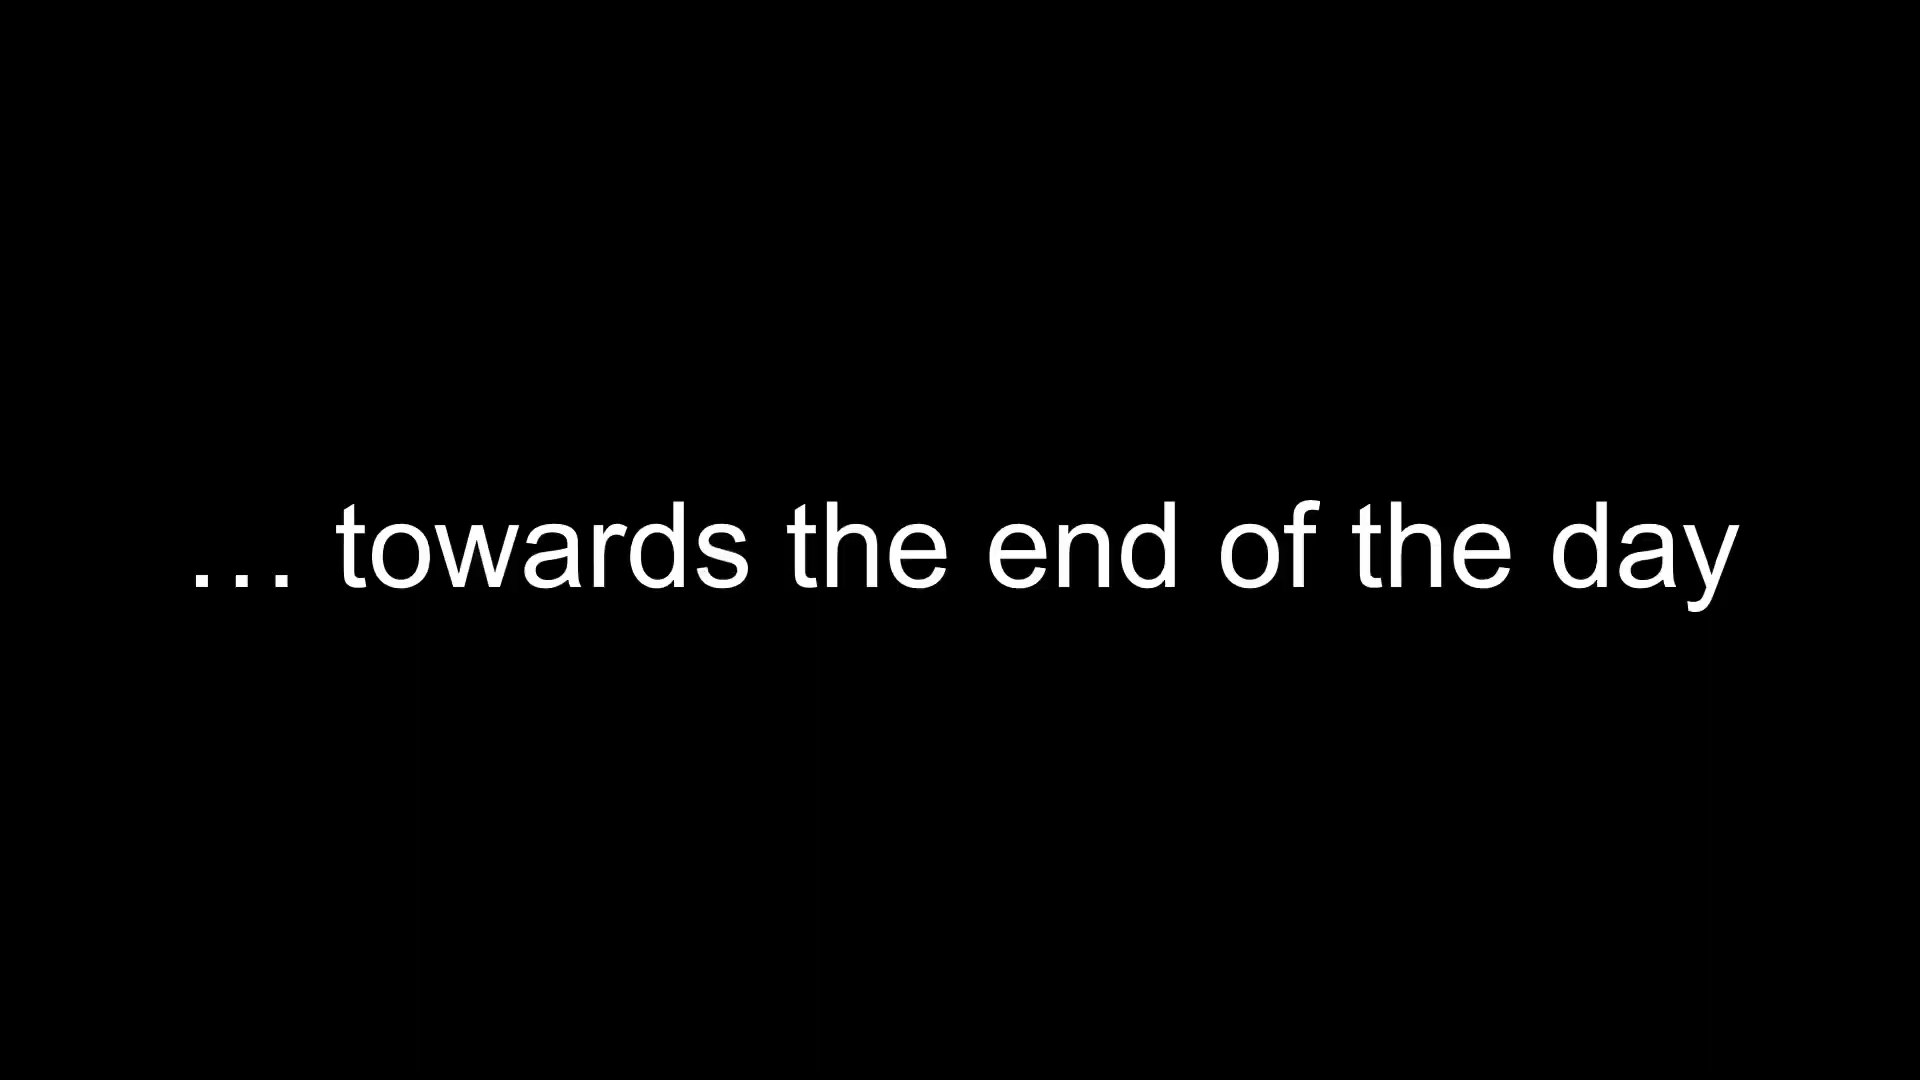 … towards the end of the day